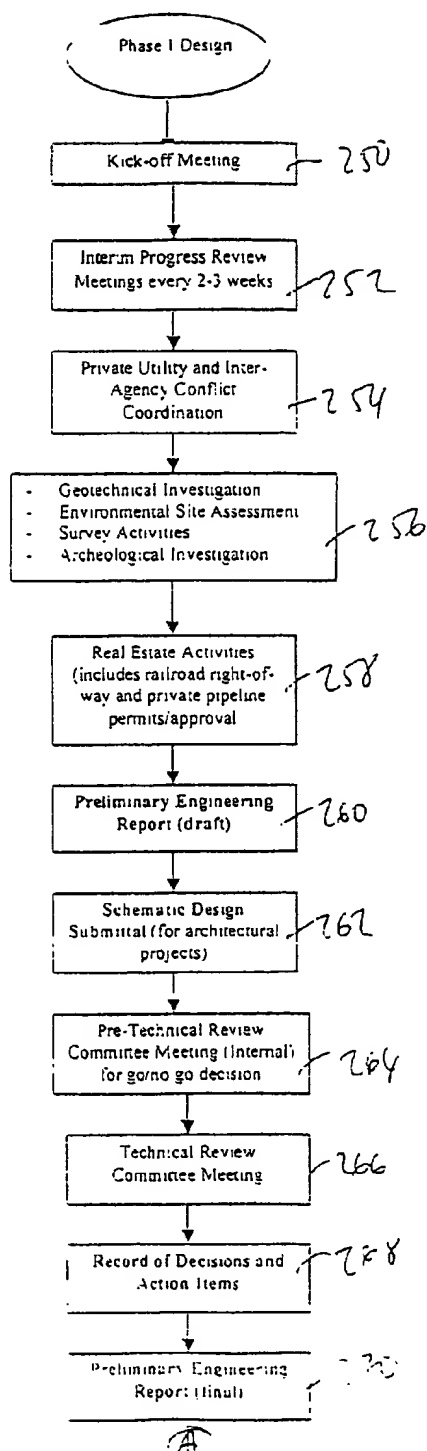 Phase 1 Design
Kick-off Meeting
250
Interim Progress Review
Meetings every 2-3 weeks
252
Private Utility and Inter-
Agency Conflict
Coordination
254
- Geotechnical Investigation
- Environmental Site Assessment
- Survey Activities
- Archeological Investigation
256
Real Estate Activities
(includes railroad right-of-
way and private pipeline
permits/approval
258
Preliminary Engineering
Report (draft)
260
Schematic Design
Submittal (for architectural
projects)
262
Pre-Technical Review
Committee Meeting (Internal)
for go/no go decision
264
Technical Review
Committee Meeting
266
Record of Decisions and
Action Items
268
Preliminary Engineering
Report (final)
A